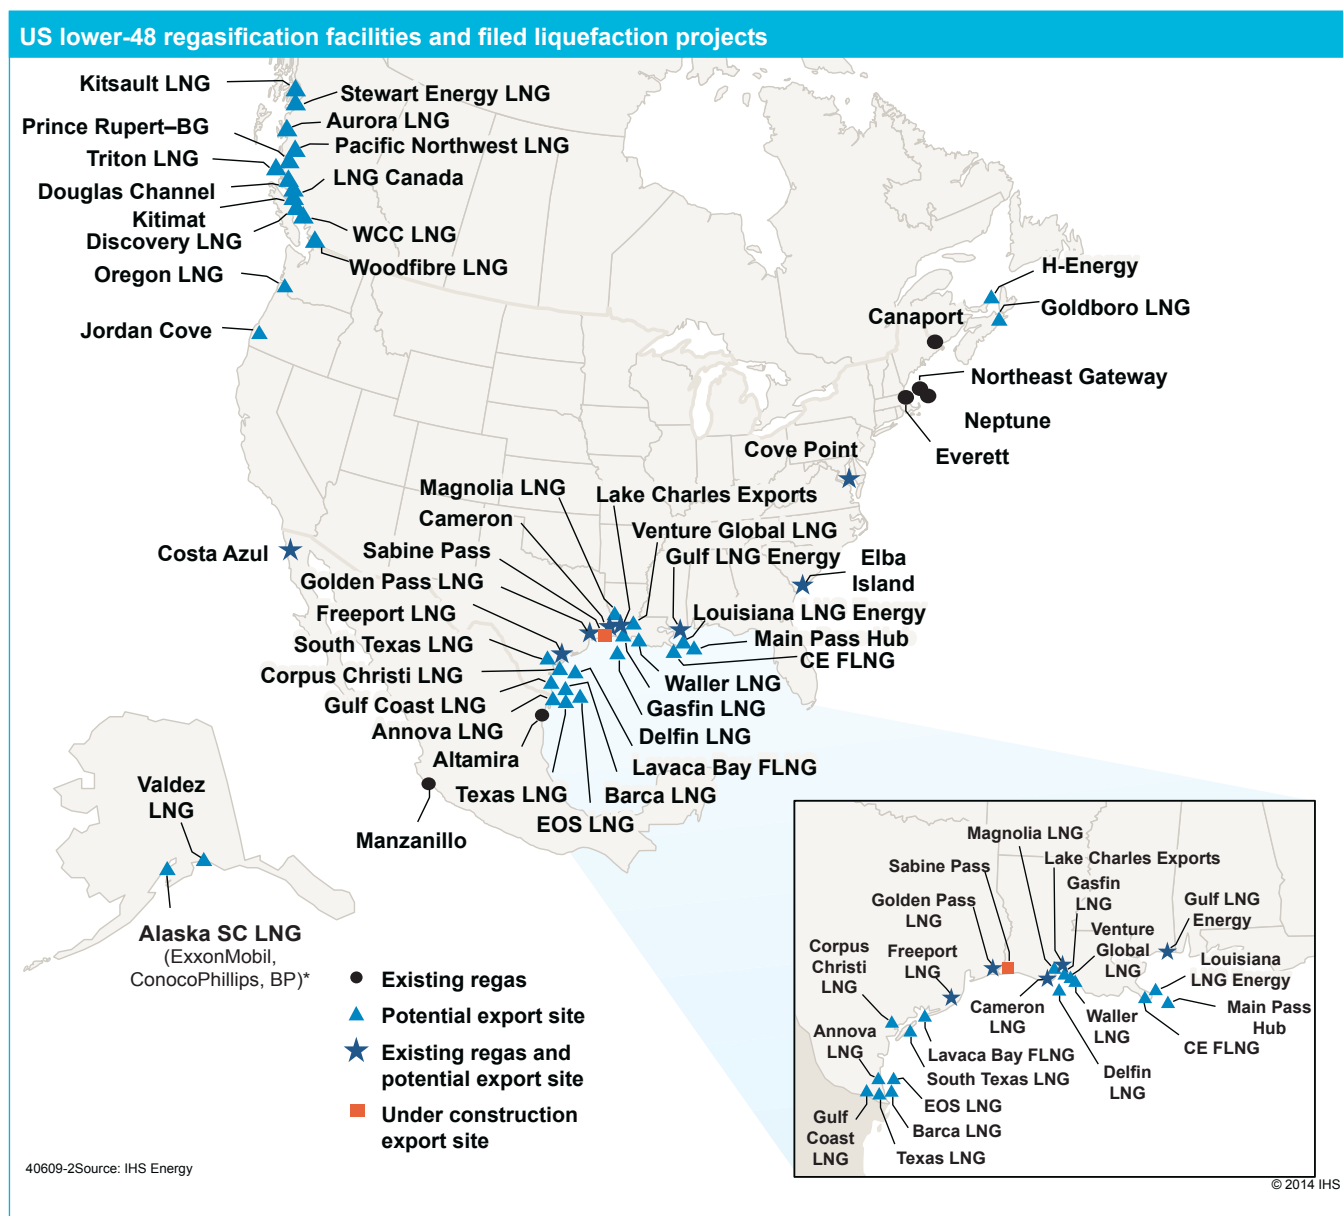 US lower-48 regasification facilities and filed liquefaction projects
Kitsault LNG
Stewart Energy LNG
Aurora LNG
Prince Rupert–BG
Pacific Northwest LNG
Triton LNG
LNG Canada
Douglas Channel
Kitimat
WCC LNG
Discovery LNG
Woodfibre LNG
Oregon LNG
Jordan Cove
H-Energy
Goldboro LNG
Canaport
Northeast Gateway
Neptune
Everett
Cove Point
Magnolia LNG
Lake Charles Exports
Cameron
Venture Global LNG
Sabine Pass
Gulf LNG Energy
Elba
Island
Costa Azul
Golden Pass LNG
Freeport LNG
Louisiana LNG Energy
South Texas LNG
Main Pass Hub
CE FLNG
Corpus Christi LNG
Waller LNG
Gulf Coast LNG
Gasfin LNG
Annova LNG
Delfin LNG
Altamira
Lavaca Bay FLNG
Texas LNG
Barca LNG
EOS LNG
Manzanillo
Valdez
LNG
Alaska SC LNG
(ExxonMobil,
ConocoPhillips, BP)*
Existing regas
Potential export site
Existing regas and
potential export site
Under construction
export site
Magnolia LNG
Lake Charles Exports
Sabine Pass
Gasfin
LNG
Golden Pass
LNG
Gulf LNG
Energy
Venture
Global
LNG
Corpus
Christi
LNG
Freeport
LNG
Louisiana
LNG Energy
Cameron
LNG
Waller
LNG
Main Pass
Hub
Annova
LNG
CE FLNG
Lavaca Bay FLNG
South Texas LNG
Delfin
LNG
EOS LNG
Gulf
Coast
LNG
Barca LNG
Texas LNG
40609-2Source: IHS Energy
© 2014 IHS